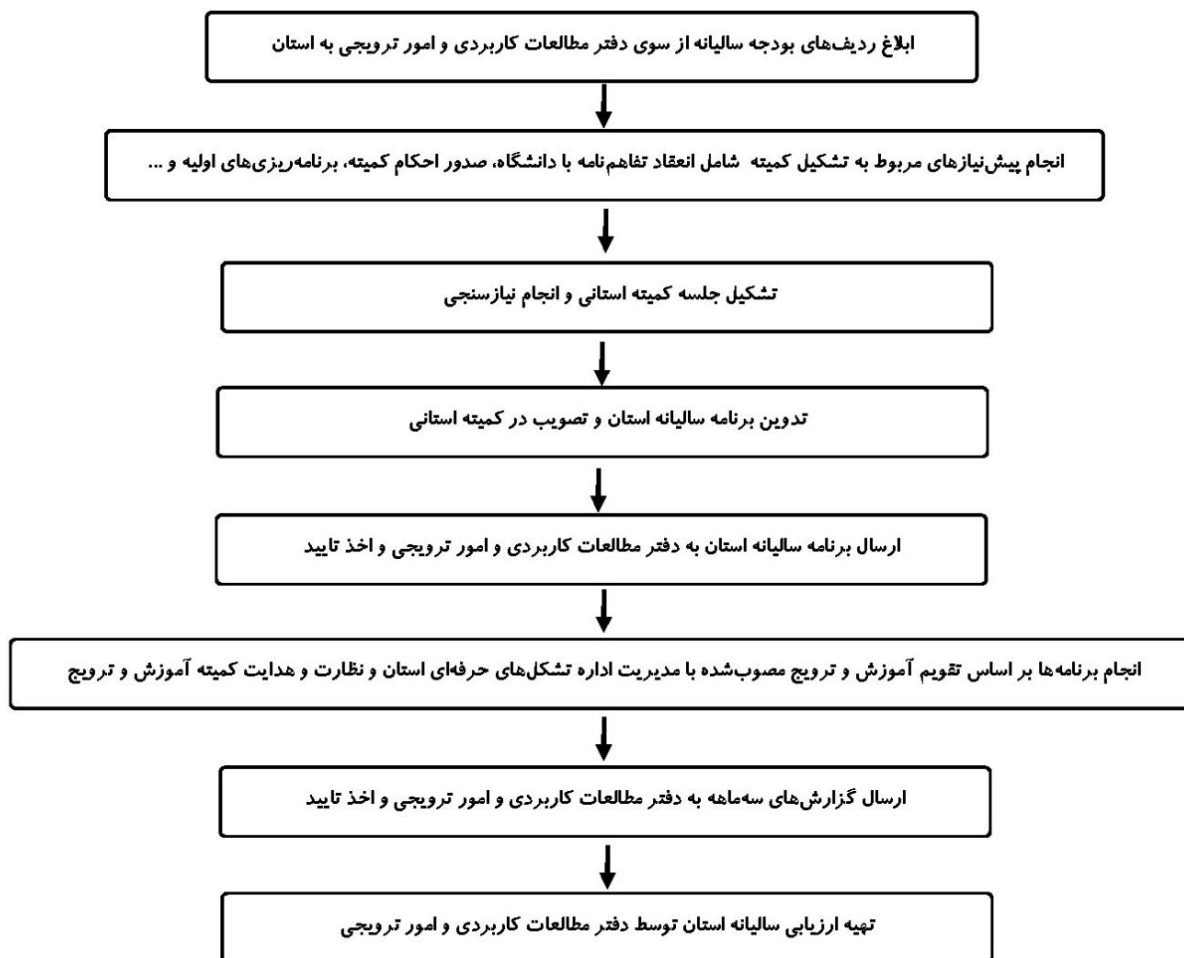 ابلاغ ردیف‌های بودجه سالیانه از سوی دفتر مطالعات کاربردی و امور ترویجی به استان
انجام پیش‌نیازهای مربوط به تشکیل کمیته شامل انعقاد تفاهم‌نامه با دانشگاه، صدور احکام کمیته، برنامه‌ریزی‌های اولیه و ...
تشکیل جلسه کمیته استانی و انجام نیازسنجی
تدوین برنامه سالیانه استان و تصویب در کمیته استانی
ارسال برنامه سالیانه استان به دفتر مطالعات کاربردی و امور ترویجی و اخذ تایید
انجام برنامه‌ها بر اساس تقویم آموزش و ترویج مصوب‌شده با مدیریت اداره تشکل‌های حرفه‌ای استان و نظارت و هدایت کمیته آموزش و ترویج
ارسال گزارش‌های سه‌ماهه به دفتر مطالعات کاربردی و امور ترویجی و اخذ تایید
تهیه ارزیابی سالیانه استان توسط دفتر مطالعات کاربردی و امور ترویجی